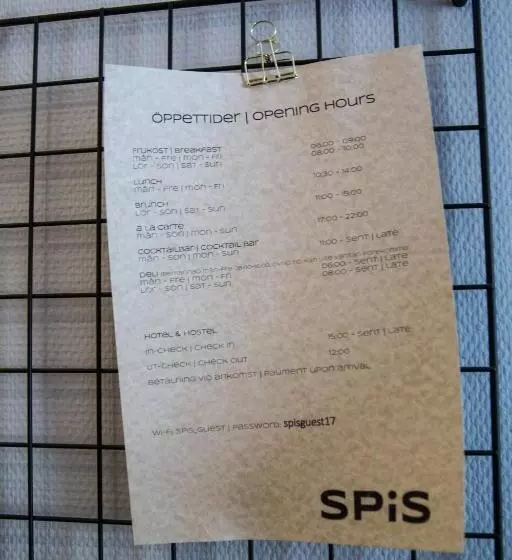 ÖPPETTIDER | OPENING HOURS
FRUKOST | BREAKFAST
MÅN - FRE | MON - FRI 06:00 - 09:00
LÖR - SÖN | SAT - SUN 08:00 - 10:00
LUNCH
MÅN - FRE | MON - FRI 10:30 - 14:00
BRUNCH
LÖR - SÖN | SAT - SUN 11:00 - 15:00
À LA CARTE
MÅN - SÖN | MON - SUN 17:00 - 22:00
COCKTAILBAR | COCKTAIL BAR
MÅN - SÖN | MON - SUN 11:00 - SENT | LATE
DELI
MÅN - FRE | MON - FRI 06:00 - SENT | LATE
LÖR - SÖN | SAT - SUN 08:00 - SENT | LATE
HOTEL & HOSTEL
IN-CHECK | CHECK IN 15:00 - SENT | LATE
UT-CHECK | CHECK OUT 12:00
BETALNING VID ANKOMST | PAYMENT UPON ARRIVAL
WI-FI SPIS_GUEST | PASSWORD: spisguest17
SPiS